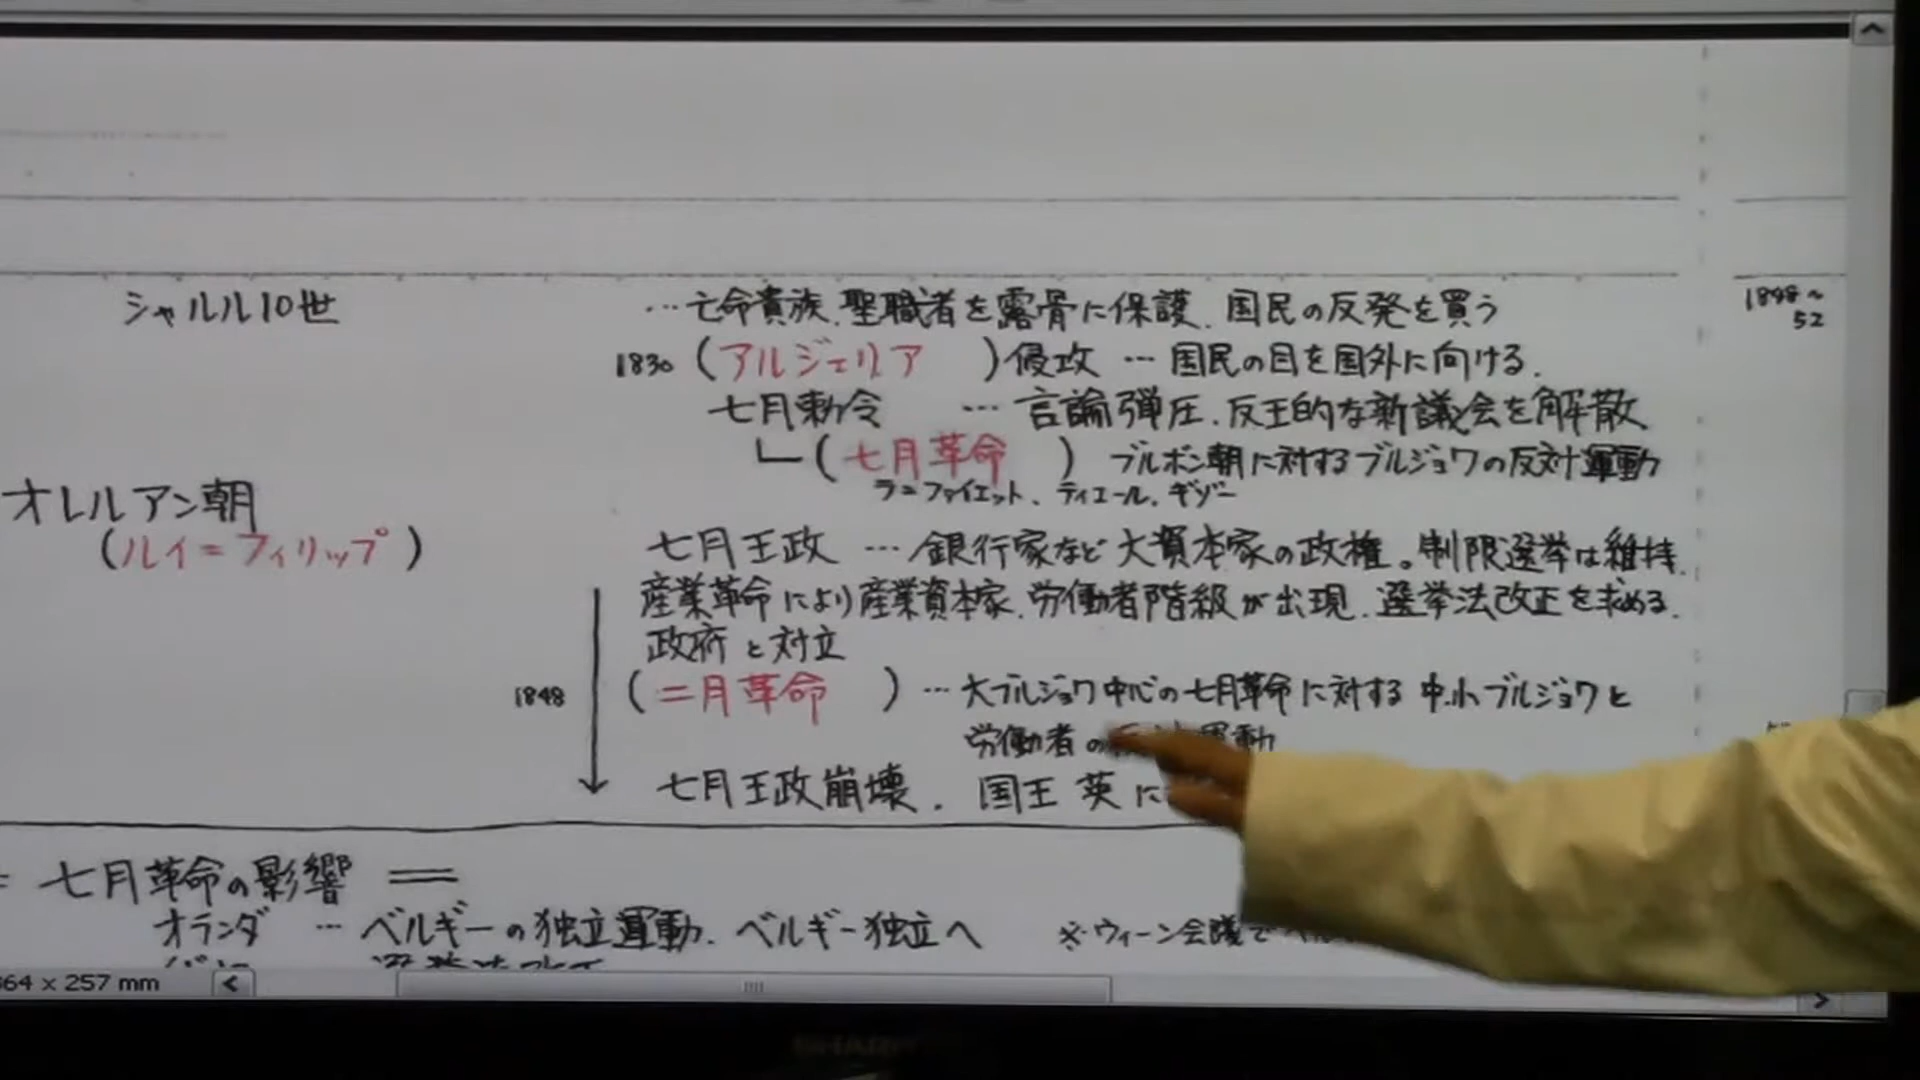 シャルル10世 …亡命貴族、聖職者を露骨に保護、国民の反発を買う
1830 (アルジェリア)侵攻 … 国民の目を国外に向ける.
七月勅令 … 言論弾圧、反王的な新議会を解散
(七月革命) ブルボン朝に対するブルジョワの反対運動
ラ=ファイエット、ティエール、ギゾー
オルレアン朝
(ルイ=フィリップ)
七月王政 … 銀行家など大資本家の政権。制限選挙は維持.
産業革命により産業資本家、労働者階級が出現、選挙法改正を求める.
政府と対立
1848 (二月革命) … 大ブルジョワ中心の七月革命に対する中.小ブルジョワと
労働者の 運動
七月王政崩壊. 国王 英に
1848～
52
= 七月革命の影響 =
オランダ … ベルギーの独立運動、ベルギー独立へ ※ウィーン会議で
364 x 257 mm
SHARP